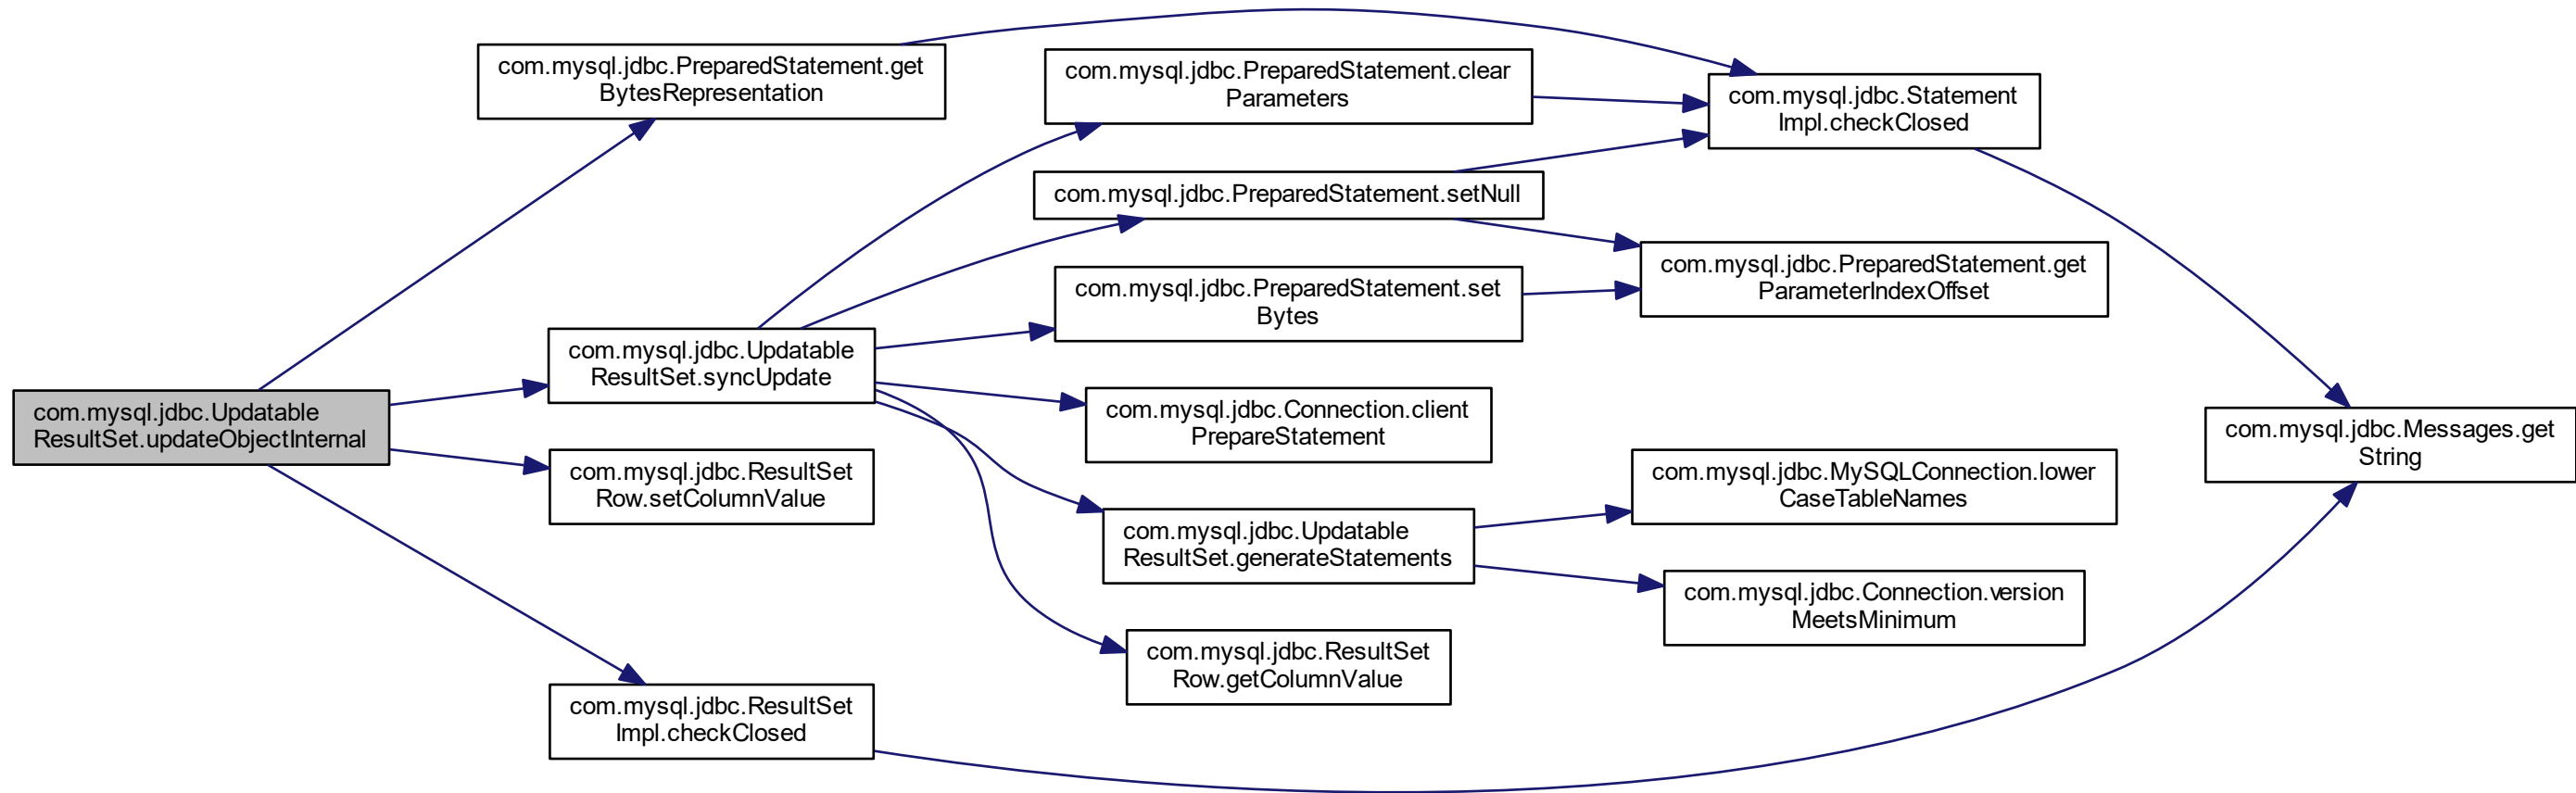 com.mysql.jdbc.Updatable
ResultSet.updateObjectInternal
com.mysql.jdbc.PreparedStatement.get
BytesRepresentation
com.mysql.jdbc.Updatable
ResultSet.syncUpdate
com.mysql.jdbc.ResultSet
Row.setColumnValue
com.mysql.jdbc.ResultSet
Impl.checkClosed
com.mysql.jdbc.PreparedStatement.clear
Parameters
com.mysql.jdbc.PreparedStatement.setNull
com.mysql.jdbc.PreparedStatement.set
Bytes
com.mysql.jdbc.Connection.client
PrepareStatement
com.mysql.jdbc.Updatable
ResultSet.generateStatements
com.mysql.jdbc.ResultSet
Row.getColumnValue
com.mysql.jdbc.Statement
Impl.checkClosed
com.mysql.jdbc.PreparedStatement.get
ParameterIndexOffset
com.mysql.jdbc.MySQLConnection.lower
CaseTableNames
com.mysql.jdbc.Connection.version
MeetsMinimum
com.mysql.jdbc.Messages.get
String